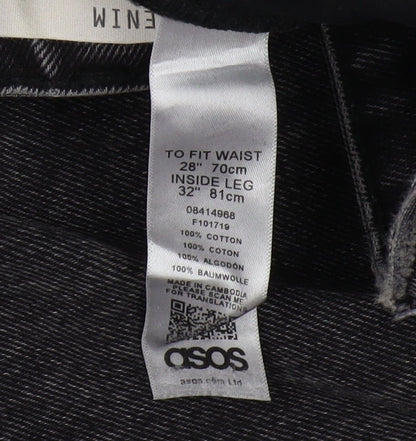 DENIM
TO FIT WAIST
28" 70cm
INSIDE LEG
32" 81cm
08414968
F101719
100% COTTON
100% COTON
100% ALGODÓN
100% BAUMWOLLE
MADE IN CAMBODIA
PLEASE SCAN ME
FOR TRANSLATIONS
asos
asos.com Ltd